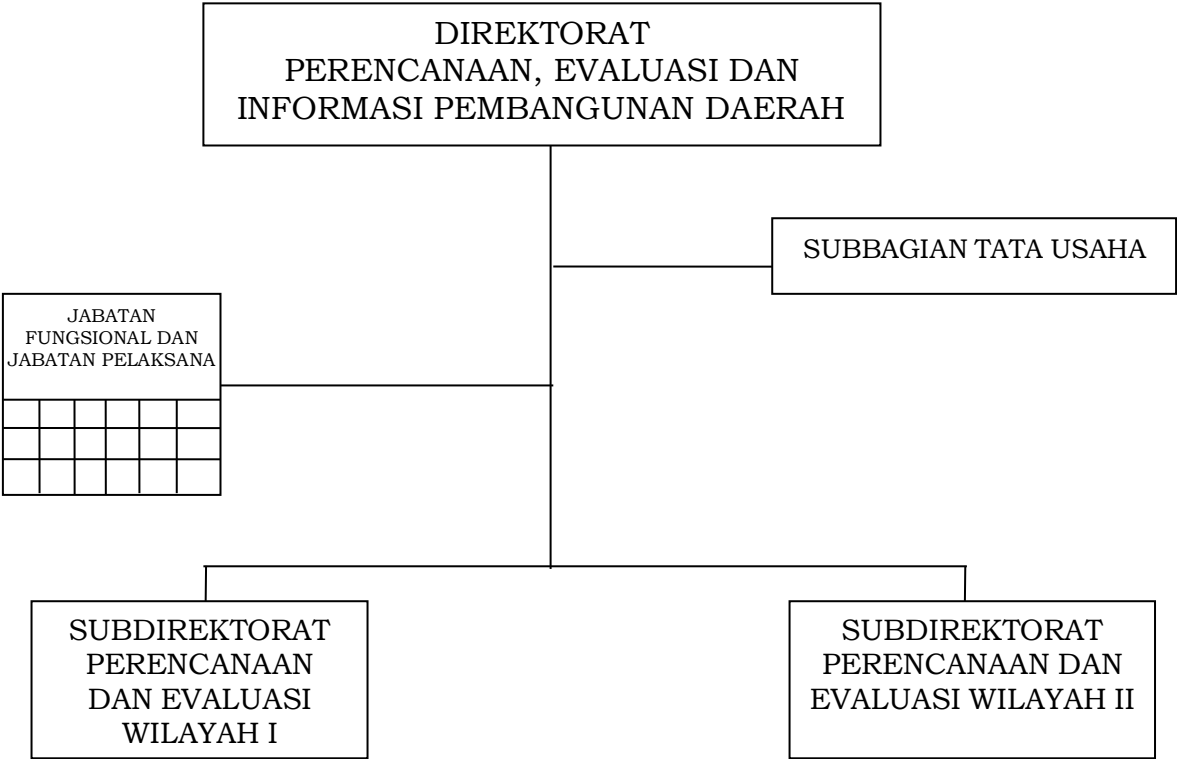 DIREKTORAT
PERENCANAAN, EVALUASI DAN
INFORMASI PEMBANGUNAN DAERAH
SUBBAGIAN TATA USAHA
JABATAN
FUNGSIONAL DAN
JABATAN PELAKSANA
SUBDIREKTORAT
PERENCANAAN
DAN EVALUASI
WILAYAH I
SUBDIREKTORAT
PERENCANAAN DAN
EVALUASI WILAYAH II